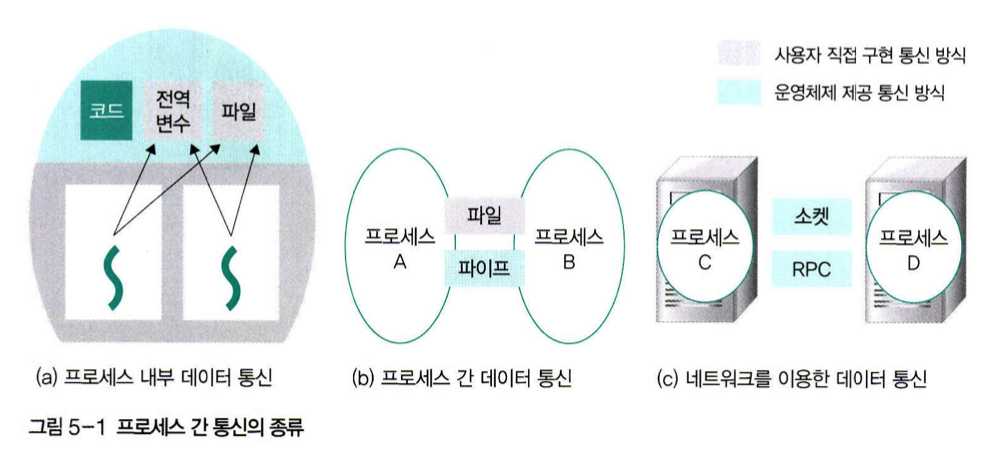 사용자 직접 구현 통신 방식
운영체제 제공 통신 방식
코드
전역
변수
파일
프로세스
A
파일
파이프
프로세스
B
프로세스
C
소켓
RPC
프로세스
D
(a) 프로세스 내부 데이터 통신
(b) 프로세스 간 데이터 통신
(c) 네트워크를 이용한 데이터 통신
그림 5-1 프로세스 간 통신의 종류